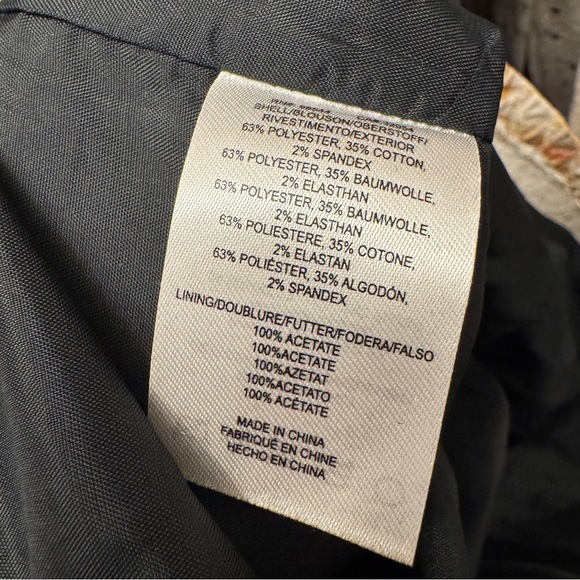 SHELL/BLOUSON/OBERSTOFF/
RIVESTIMENTO/EXTERIOR
63% POLYESTER, 35% COTTON,
2% SPANDEX
63% POLYESTER, 35% BAUMWOLLE,
2% ELASTHAN
63% POLYESTER, 35% BAUMWOLLE,
2% ELASTHAN
63% POLIESTERE, 35% COTONE,
2% ELASTAN
63% POLIÉSTER, 35% ALGODÓN,
2% SPANDEX
LINING/DOUBLURE/FUTTER/FODERA/FALSO
100% ACETATE
100%ACETATE
100%AZETAT
100%ACETATO
100% ACÉTATE
MADE IN CHINA
FABRIQUÉ EN CHINE
HECHO EN CHINA